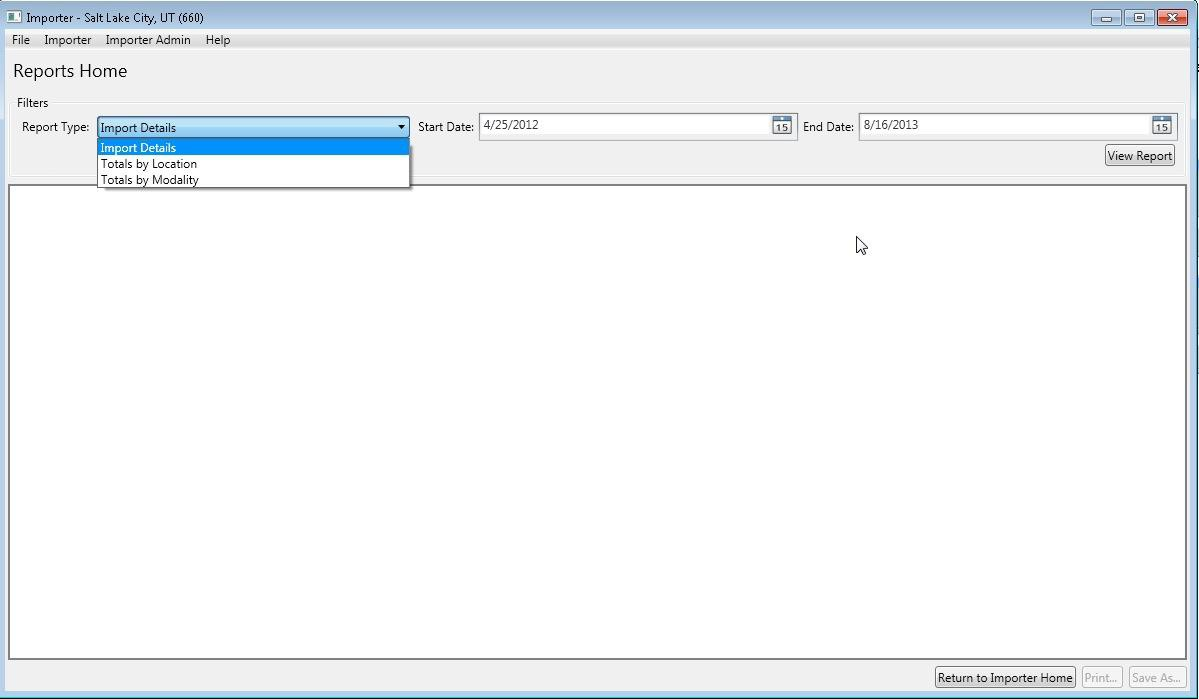 Importer - Salt Lake City, UT (660)
File Importer Importer Admin Help
Reports Home
Filters
Report Type: Import Details Start Date: 4/25/2012 15 End Date: 8/16/2013 15
Import Details
Totals by Location
Totals by Modality
View Report
Return to Importer Home Print... Save As...